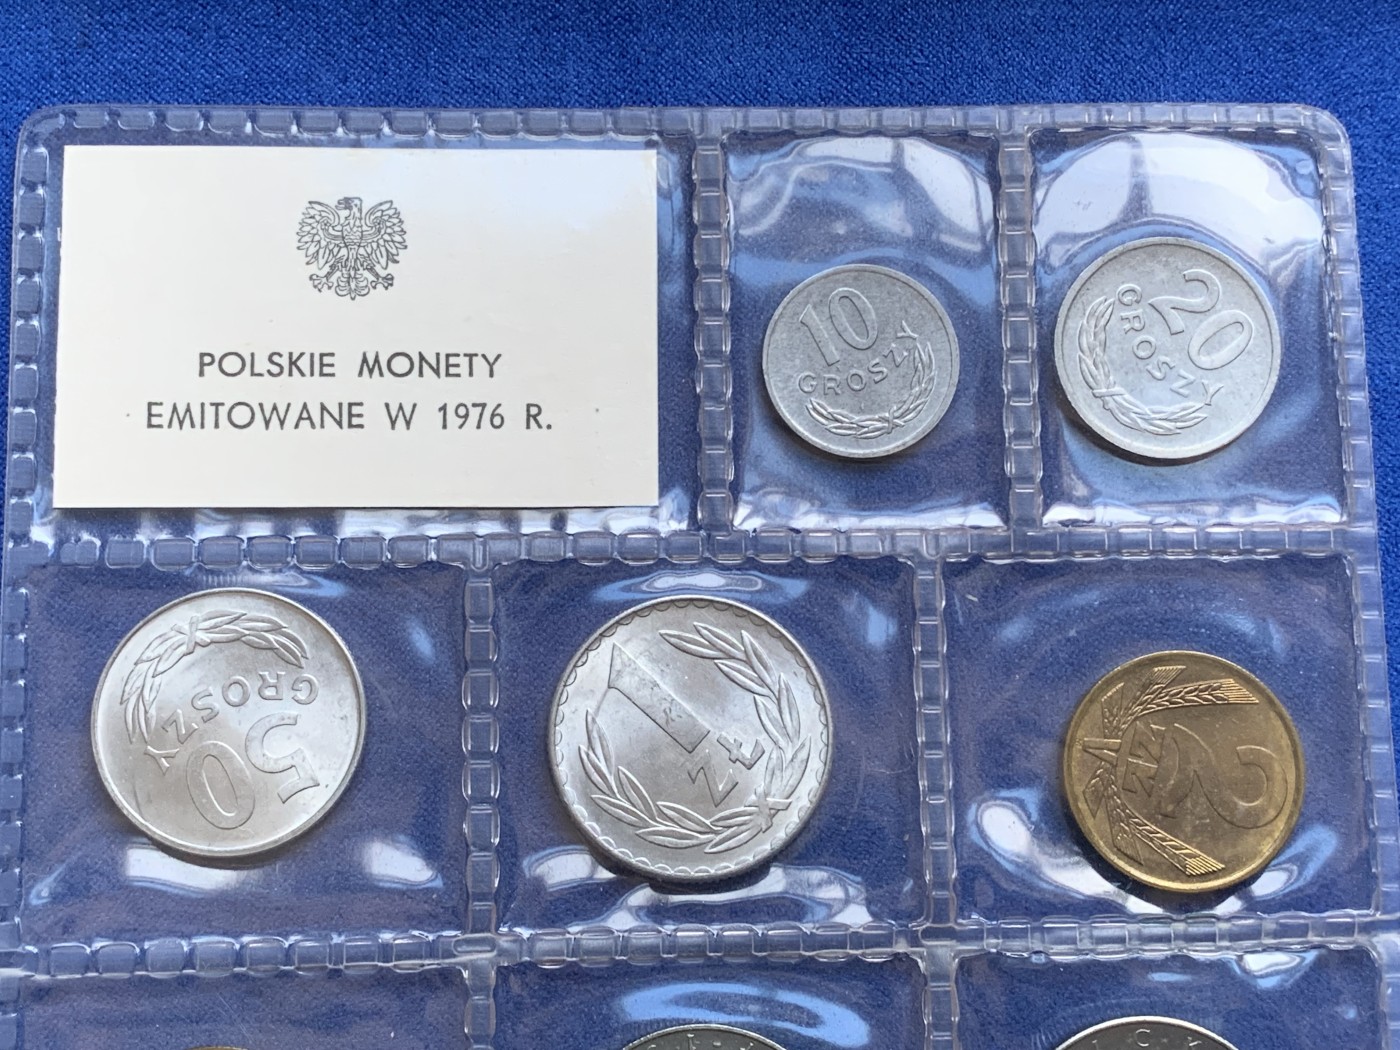 POLSKIE MONETY
EMITOWANE W 1976 R.
10
GROSZY
20
GROSZY
50
GROSZY
1
ZŁ
2
ZŁ